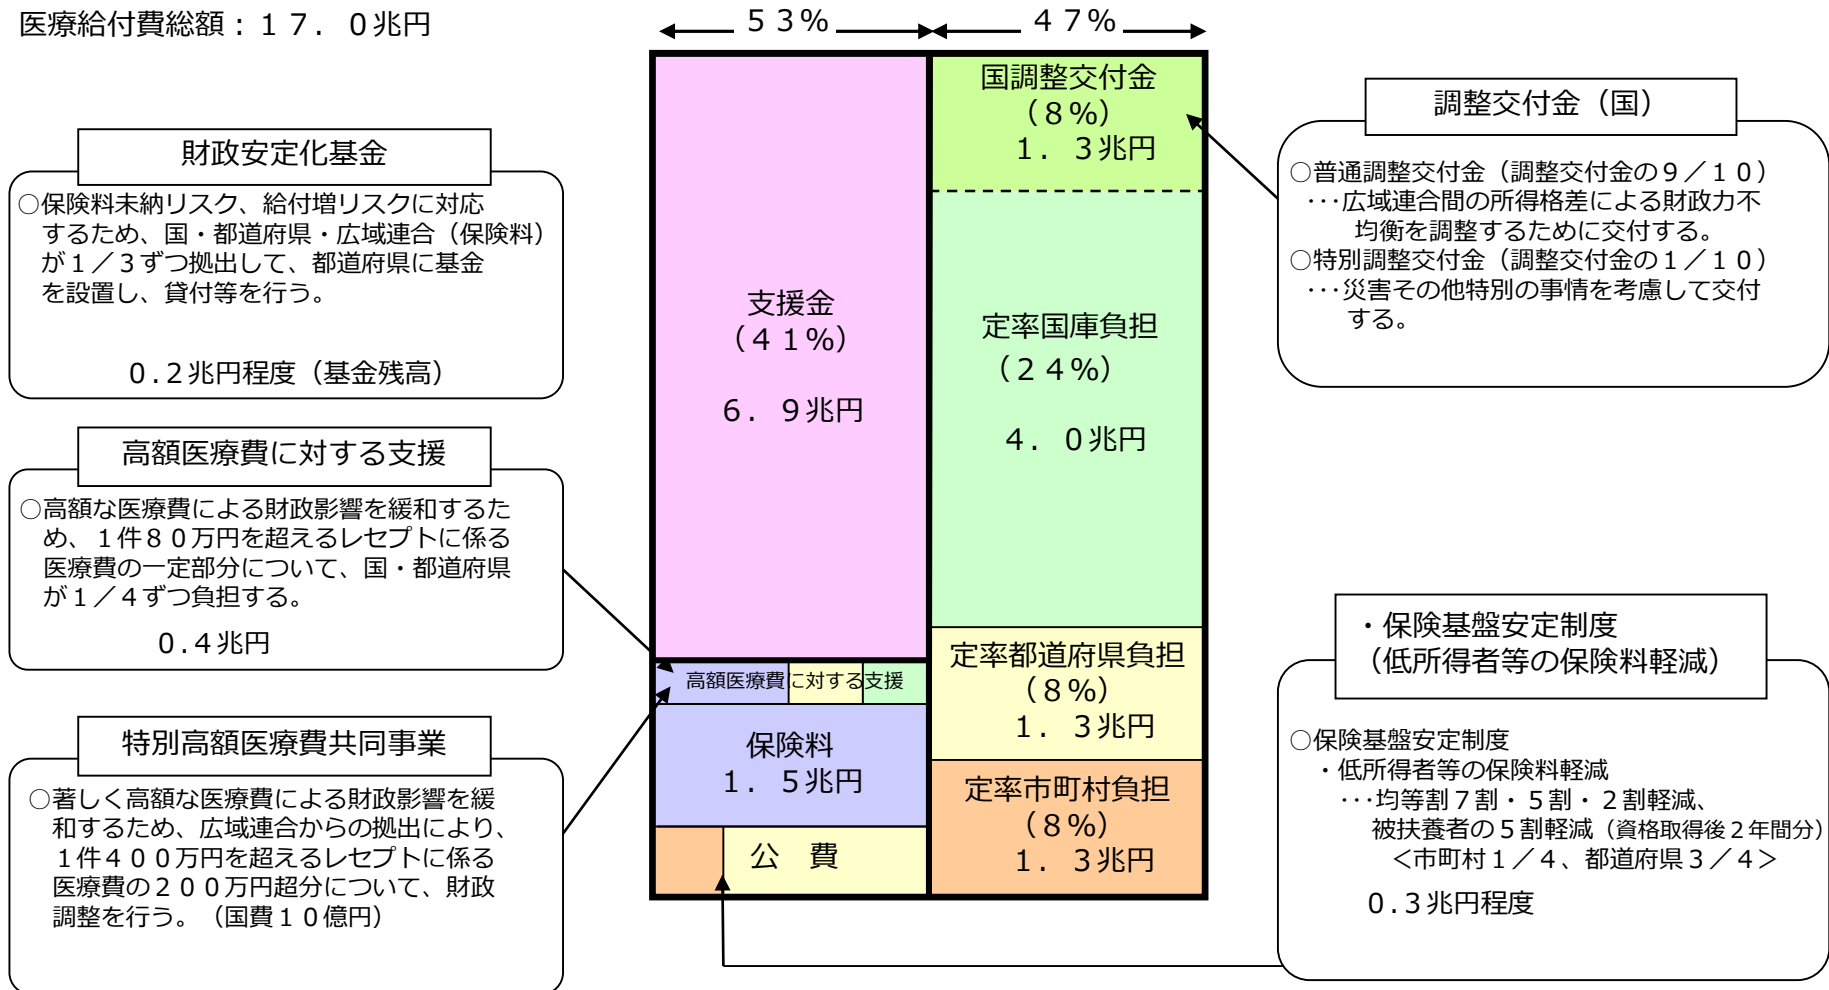 医療給付費総額：１７．０兆円
５３％
４７％
財政安定化基金
○保険料未納リスク、給付増リスクに対応
するため、国・都道府県・広域連合（保険料）
が１／３ずつ拠出して、都道府県に基金
を設置し、貸付等を行う。
０.２兆円程度（基金残高）
高額医療費に対する支援
○高額な医療費による財政影響を緩和するた
め、１件８０万円を超えるレセプトに係る
医療費の一定部分について、国・都道府県
が１／４ずつ負担する。
０.４兆円
特別高額医療費共同事業
○著しく高額な医療費による財政影響を緩
和するため、広域連合からの拠出により、
１件４００万円を超えるレセプトに係る
医療費の２００万円超分について、財政
調整を行う。（国費１０億円）
支援金
（４１％）
６．９兆円
高額医療費に対する支援
保険料
１．５兆円
公　費
国調整交付金
（８％）
１．３兆円
定率国庫負担
（２４％）
４．０兆円
定率都道府県負担
（８％）
１．３兆円
定率市町村負担
（８％）
１．３兆円
調整交付金（国）
○普通調整交付金（調整交付金の９／１０）
･･･広域連合間の所得格差による財政力不
均衡を調整するために交付する。
○特別調整交付金（調整交付金の１／１０）
･･･災害その他特別の事情を考慮して交付
する。
・保険基盤安定制度
（低所得者等の保険料軽減）
○保険基盤安定制度
・低所得者等の保険料軽減
･･･均等割７割・５割・２割軽減、
被扶養者の５割軽減（資格取得後２年間分）
＜市町村１／４、都道府県３／４＞
０.３兆円程度